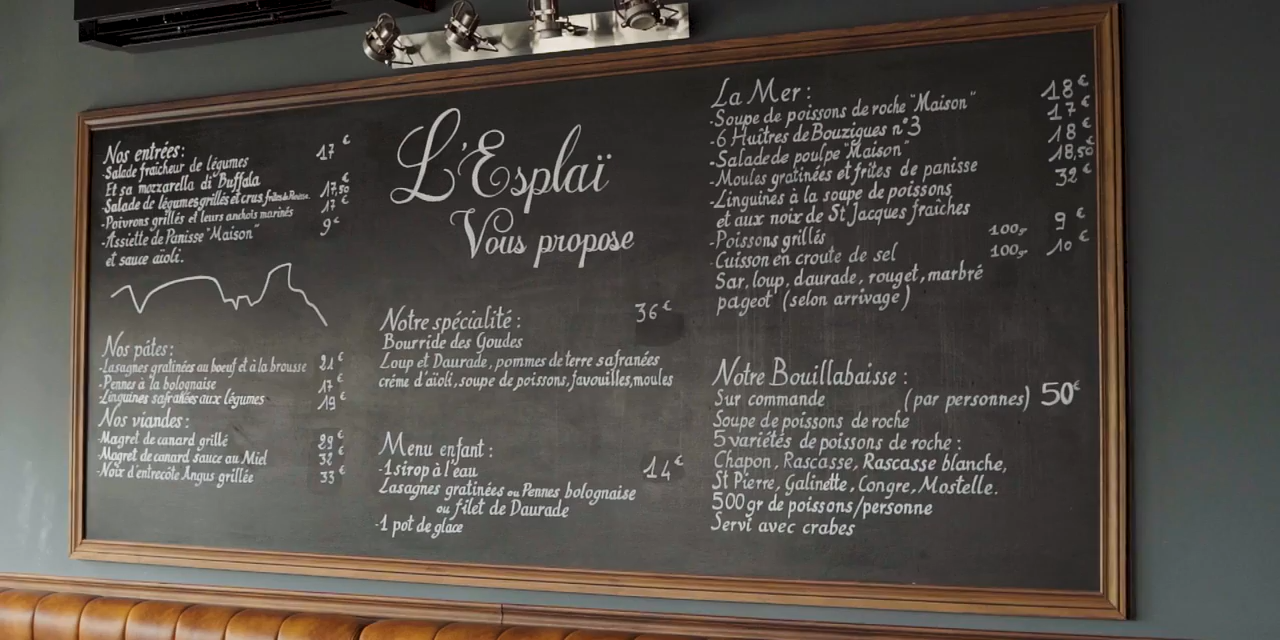 Nos entrées:
-Salade fraîcheur de légumes 17€
Et sa mozzarella di Buffala
-Salade de légumes grillés et crus, 17,50€
-Poivrons grillés et leurs anchois marinés 17€
-Assiette de Panisse "Maison" 9€
et sauce aïoli.
Nos pâtes:
-Lasagnes gratinées au boeuf et à la brousse 21€
-Pennes à la bolognaise 17€
-Linguines safranées aux légumes 19€
Nos viandes:
-Magret de canard grillé 29€
-Magret de canard sauce au Miel 32€
-Noix d'entrecôte Angus grillée 33€
L'Esplaï
Vous propose
Notre spécialité: 36€
Bourride des Goudes
Loup et Daurade, pommes de terre safranées
crème d'aïoli, soupe de poissons, favouilles, moules
Menu enfant:
-1 sirop à l'eau 14€
Lasagnes gratinées ou Pennes bolognaise
ou filet de Daurade
-1 pot de glace
La Mer:
-Soupe de poissons de roche "Maison" 18€
-6 Huîtres de Bouzigues n°3 17€
-Salade de poulpe "Maison" 18€
-Moules gratinées et frites de panisse 18,50€
-Linguines à la soupe de poissons 32€
et aux noix de St Jacques fraîches
-Poissons grillés 100gr 9€
-Cuisson en croute de sel 100gr 10€
Sar, loup, daurade, rouget, marbré
pageot (selon arrivage)
Notre Bouillabaisse:
Sur commande (par personnes) 50€
Soupe de poissons de roche
5 variétés de poissons de roche:
Chapon, Rascasse, Rascasse blanche,
St Pierre, Galinette, Congre, Mostelle.
500gr de poissons/personne
Servi avec crabes